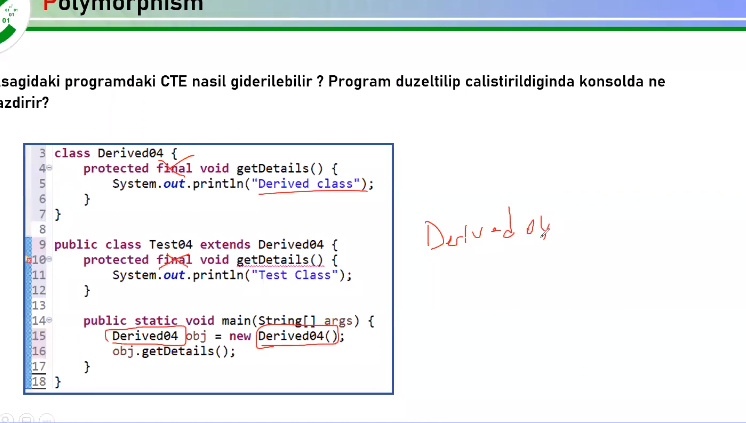 Polymorphism
sagidaki programdaki CTE nasil giderilebilir ? Program duzeltilip calistirildiginda konsolda ne
azdirir?
3 class Derived04 {
4 protected final void getDetails() {
5 System.out.println("Derived class");
6 }
7 }
8
9 public class Test04 extends Derived04 {
10 protected final void getDetails() {
11 System.out.println("Test Class");
12 }
13
14 public static void main(String[] args) {
15 Derived04 obj = new Derived04();
16 obj.getDetails();
17 }
18 }
Derived